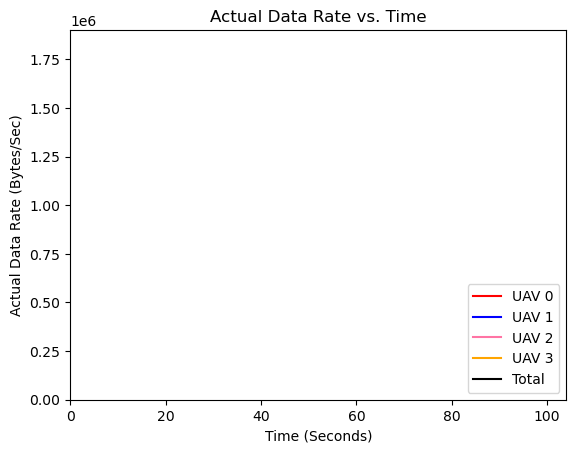 Actual Data Rate vs. Time
1e6
1.75
1.50
1.25
1.00
0.75
0.50
0.25
0.00
Actual Data Rate (Bytes/Sec)
UAV 0
UAV 1
UAV 2
UAV 3
Total
0 20 40 60 80 100
Time (Seconds)